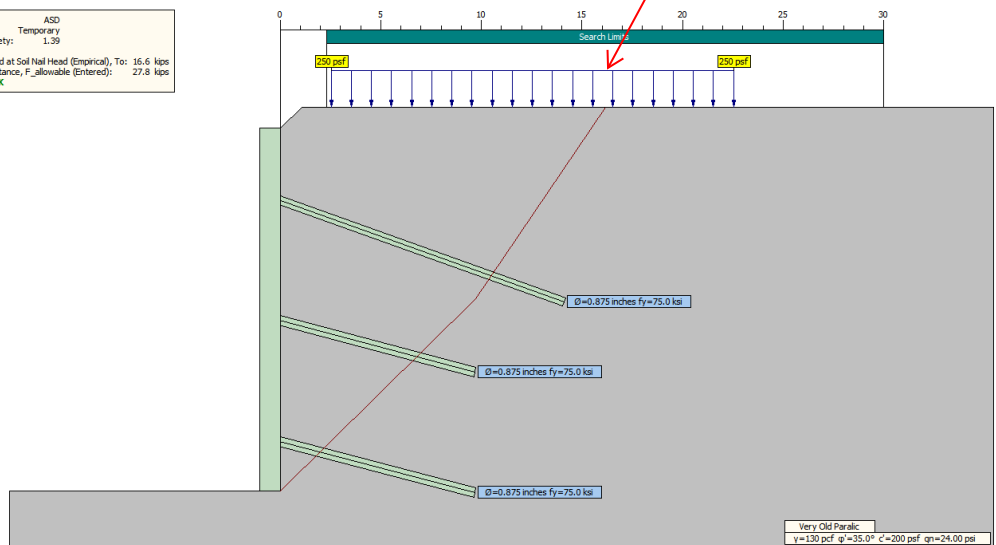 ASD
Temporary
ety: 1.39
d at Soil Nail Head (Empirical), To: 16.6 kips
tance, F_allowable (Entered): 27.8 kips
0 5 10 15 20 25 30
Search Limits
250 psf 250 psf
Ø=0.875 inches fy=75.0 ksi
Ø=0.875 inches fy=75.0 ksi
Ø=0.875 inches fy=75.0 ksi
Very Old Paralic
γ=130 pcf φ'=35.0° c'=200 psf qn=24.00 psi